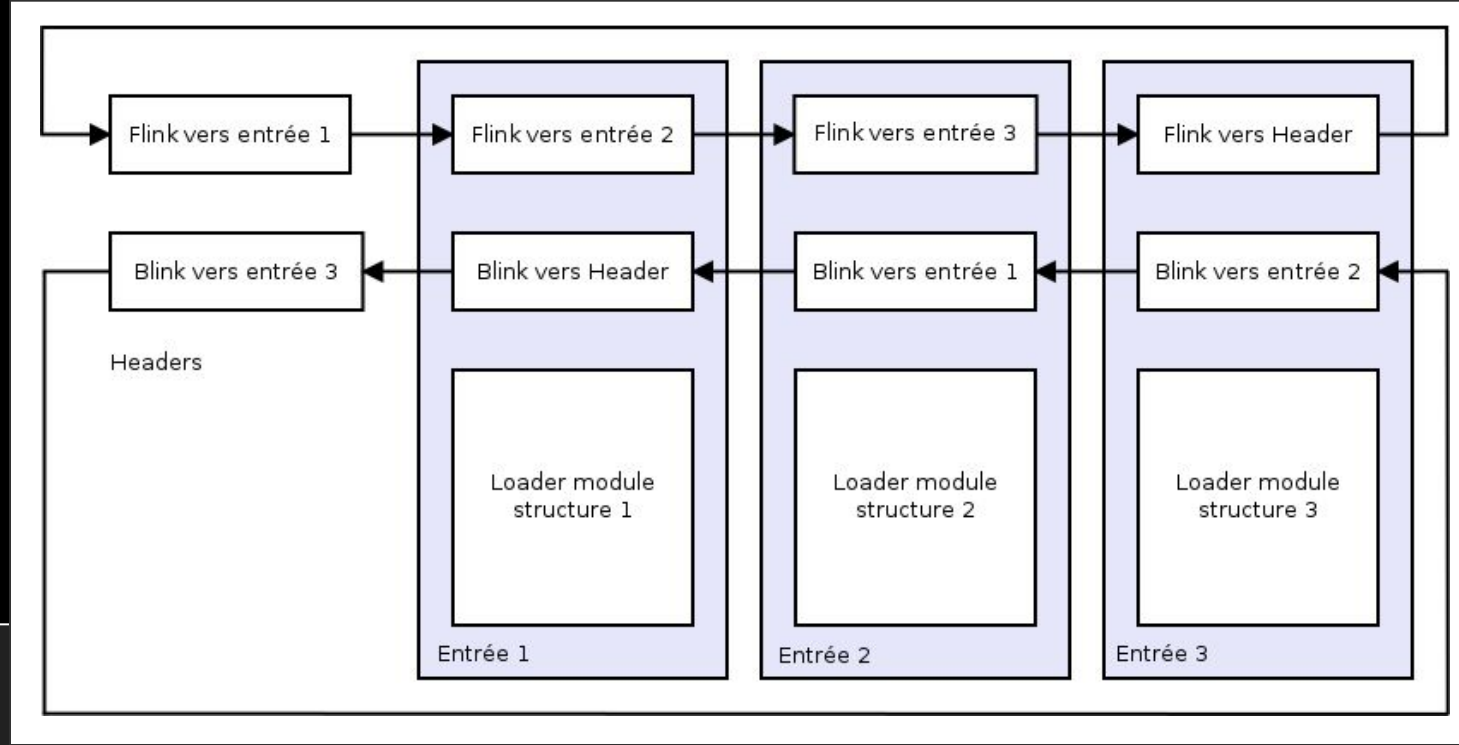 Flink vers entrée 1
Flink vers entrée 2
Flink vers entrée 3
Flink vers Header
Blink vers entrée 3
Blink vers Header
Blink vers entrée 1
Blink vers entrée 2
Headers
Loader module
structure 1
Loader module
structure 2
Loader module
structure 3
Entrée 1
Entrée 2
Entrée 3